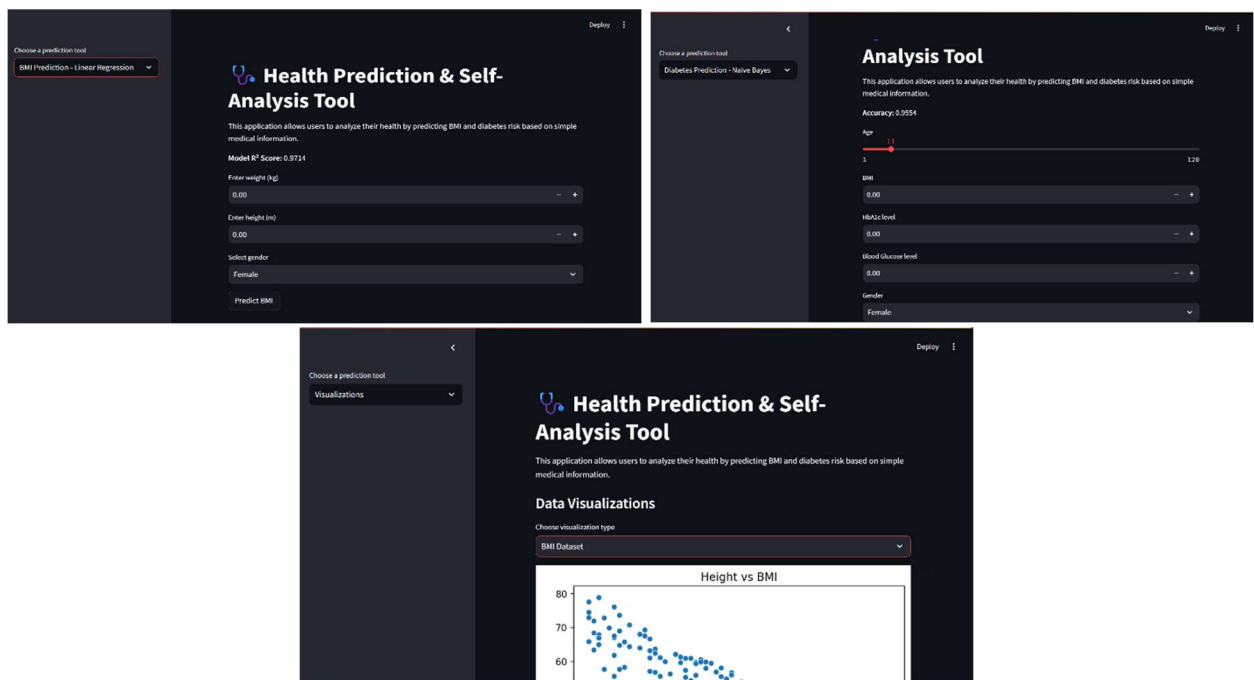 Deploy
Choose a prediction tool
BMI Prediction - Linear Regression
Health Prediction & Self-
Analysis Tool
This application allows users to analyze their health by predicting BMI and diabetes risk based on simple
medical information.
Model R² Score: 0.9714
Enter weight (kg)
0.00
Enter height (m)
0.00
Select gender
Female
Predict BMI
Deploy
Choose a prediction tool
Diabetes Prediction - Naive Bayes
Analysis Tool
This application allows users to analyze their health by predicting BMI and diabetes risk based on simple
medical information.
Accuracy: 0.9554
Age
11
1 120
BMI
0.00
HbA1c level
0.00
Blood Glucose level
0.00
Gender
Female
Deploy
Choose a prediction tool
Visualizations
Health Prediction & Self-
Analysis Tool
This application allows users to analyze their health by predicting BMI and diabetes risk based on simple
medical information.
Data Visualizations
Choose visualization type
BMI Dataset
Height vs BMI
80
70
60